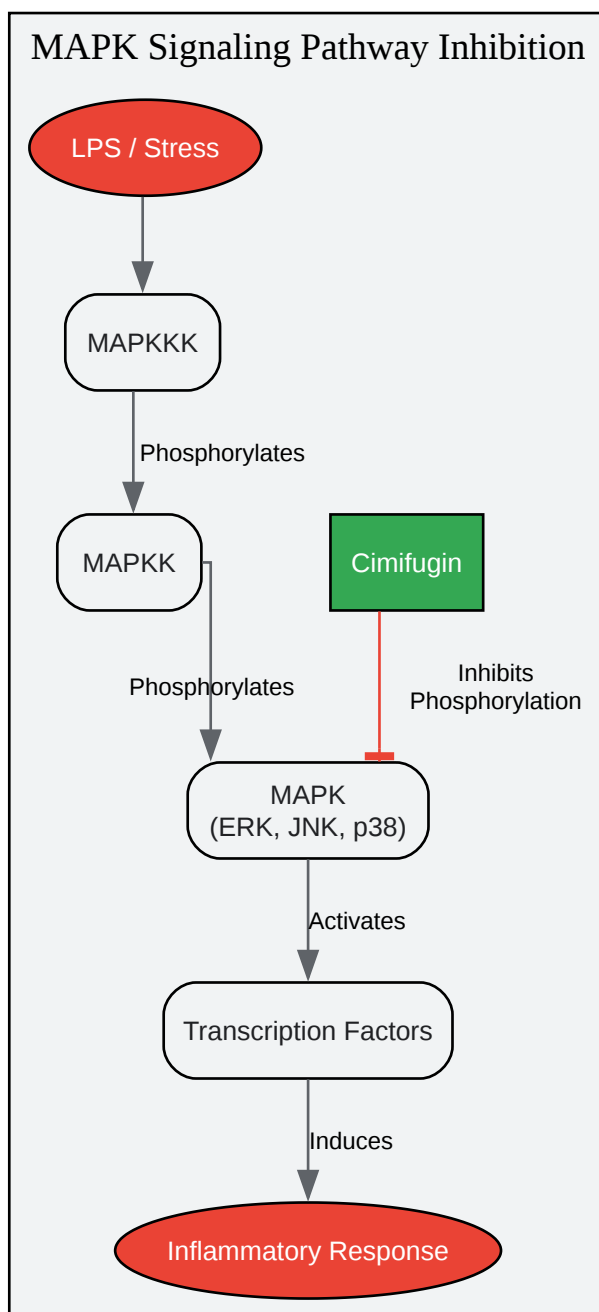 MAPK Signaling Pathway Inhibition
LPS / Stress
MAPKKK
Phosphorylates
MAPKK
Cimifugin
Phosphorylates
Inhibits
Phosphorylation
MAPK
(ERK, JNK, p38)
Activates
Transcription Factors
Induces
Inflammatory Response